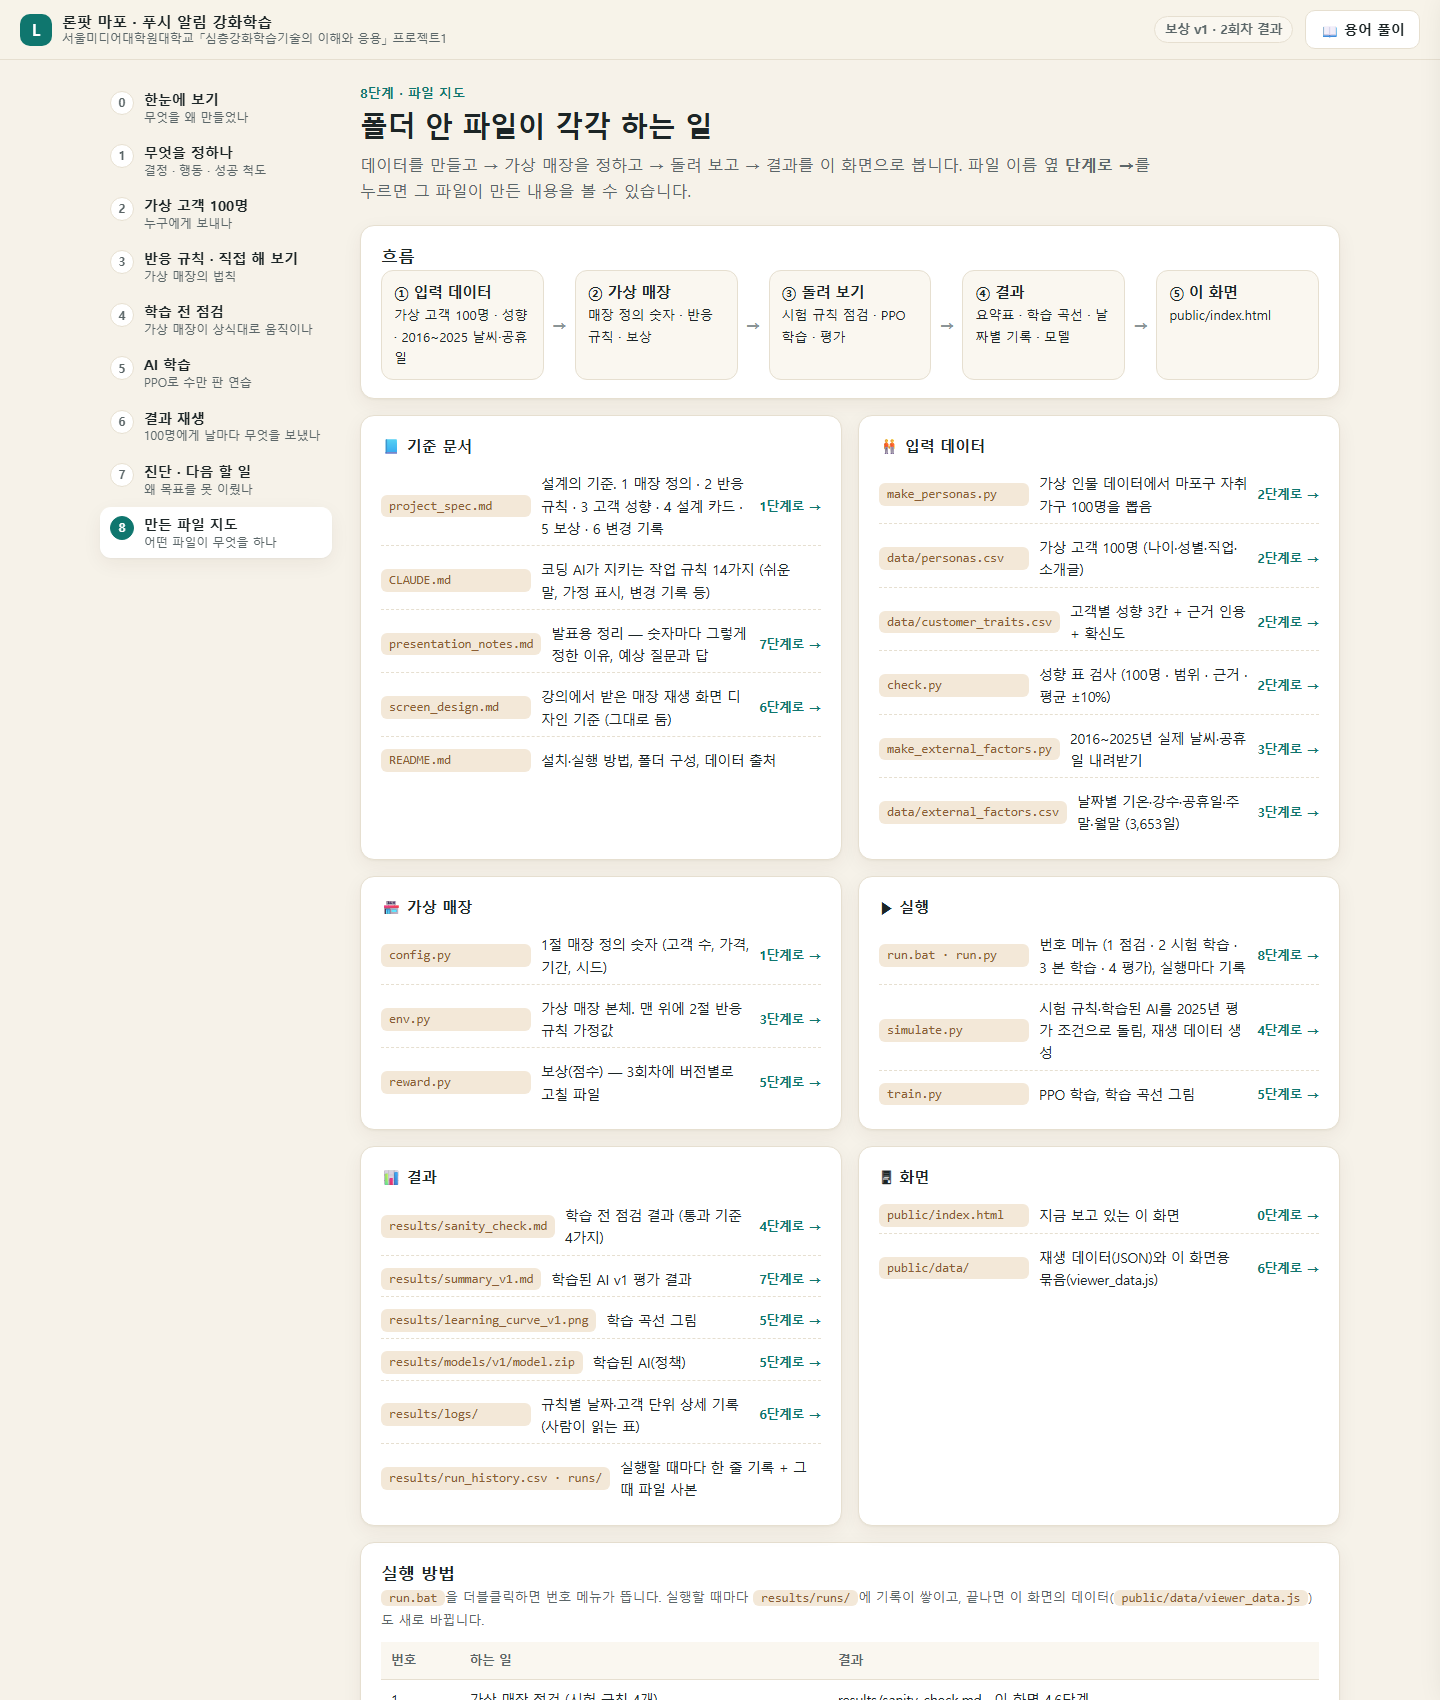 L
론팟 마포 · 푸시 알림 강화학습
서울미디어대학원대학교 「심층강화학습기술의 이해와 응용」 프로젝트1
보상 v1 · 2회차 결과
📖 용어 풀이
0
한눈에 보기
무엇을 왜 만들었나
1
무엇을 정하나
결정 · 행동 · 성공 척도
2
가상 고객 100명
누구에게 보내나
3
반응 규칙 · 직접 해 보기
가상 매장의 법칙
4
학습 전 점검
가상 매장이 상식대로 움직이나
5
AI 학습
PPO로 수만 판 연습
6
결과 재생
100명에게 날마다 무엇을 보냈나
7
진단 · 다음 할 일
왜 목표를 못 이뤘나
8
만든 파일 지도
어떤 파일이 무엇을 하나
8단계 · 파일 지도
폴더 안 파일이 각각 하는 일
데이터를 만들고 → 가상 매장을 정하고 → 돌려 보고 → 결과를 이 화면으로 봅니다. 파일 이름 옆 단계로 →를
누르면 그 파일이 만든 내용을 볼 수 있습니다.
흐름
① 입력 데이터
가상 고객 100명 · 성향
· 2016~2025 날씨·공휴
일
→
② 가상 매장
매장 정의 숫자 · 반응
규칙 · 보상
→
③ 돌려 보기
시험 규칙 점검 · PPO
학습 · 평가
→
④ 결과
요약표 · 학습 곡선 · 날
짜별 기록 · 모델
→
⑤ 이 화면
public/index.html
📘 기준 문서
project_spec.md
설계의 기준. 1 매장 정의 · 2 반응
규칙 · 3 고객 성향 · 4 설계 카드 ·
5 보상 · 6 변경 기록
1단계로 →
CLAUDE.md
코딩 AI가 지키는 작업 규칙 14가지 (쉬운
말, 가정 표시, 변경 기록 등)
presentation_notes.md
발표용 정리 — 숫자마다 그렇게
정한 이유, 예상 질문과 답
7단계로 →
screen_design.md
강의에서 받은 매장 재생 화면 디
자인 기준 (그대로 둠)
6단계로 →
README.md
설치·실행 방법, 폴더 구성, 데이터 출처
입력 데이터
make_personas.py
가상 인물 데이터에서 마포구 자취
가구 100명을 뽑음
2단계로 →
data/personas.csv
가상 고객 100명 (나이·성별·직업·
소개글)
2단계로 →
data/customer_traits.csv
고객별 성향 3칸 + 근거 인용
+ 확신도
2단계로 →
check.py
성향 표 검사 (100명 · 범위 · 근거 ·
평균 ±10%)
2단계로 →
make_external_factors.py
2016~2025년 실제 날씨·공휴
일 내려받기
3단계로 →
data/external_factors.csv
날짜별 기온·강수·공휴일·주
말·월말 (3,653일)
3단계로 →
🏪 가상 매장
config.py
1절 매장 정의 숫자 (고객 수, 가격,
기간, 시드)
1단계로 →
env.py
가상 매장 본체. 맨 위에 2절 반응
규칙 가정값
3단계로 →
reward.py
보상(점수) — 3회차에 버전별로
고칠 파일
5단계로 →
▶ 실행
run.bat · run.py
번호 메뉴 (1 점검 · 2 시험 학습 ·
3 본 학습 · 4 평가), 실행마다 기록
8단계로 →
simulate.py
시험 규칙·학습된 AI를 2025년 평
가 조건으로 돌림, 재생 데이터 생
성
4단계로 →
train.py
PPO 학습, 학습 곡선 그림
5단계로 →
📊 결과
results/sanity_check.md
학습 전 점검 결과 (통과 기준
4가지)
4단계로 →
results/summary_v1.md
학습된 AI v1 평가 결과
7단계로 →
results/learning_curve_v1.png
학습 곡선 그림
5단계로 →
results/models/v1/model.zip
학습된 AI(정책)
5단계로 →
results/logs/
규칙별 날짜·고객 단위 상세 기록
(사람이 읽는 표)
6단계로 →
results/run_history.csv · runs/
실행할 때마다 한 줄 기록 + 그
때 파일 사본
화면
public/index.html
지금 보고 있는 이 화면
0단계로 →
public/data/
재생 데이터(JSON)와 이 화면용
묶음(viewer_data.js)
6단계로 →
실행 방법
run.bat 을 더블클릭하면 번호 메뉴가 뜹니다. 실행할 때마다 results/runs/ 에 기록이 쌓이고, 끝나면 이 화면의 데이터( public/data/viewer_data.js )
도 새로 바뀝니다.
번호
하는 일
결과
1
가상 매장 점검 (시험 규칙 4개)
results/sanity_check.md · 이 화면 4,6단계